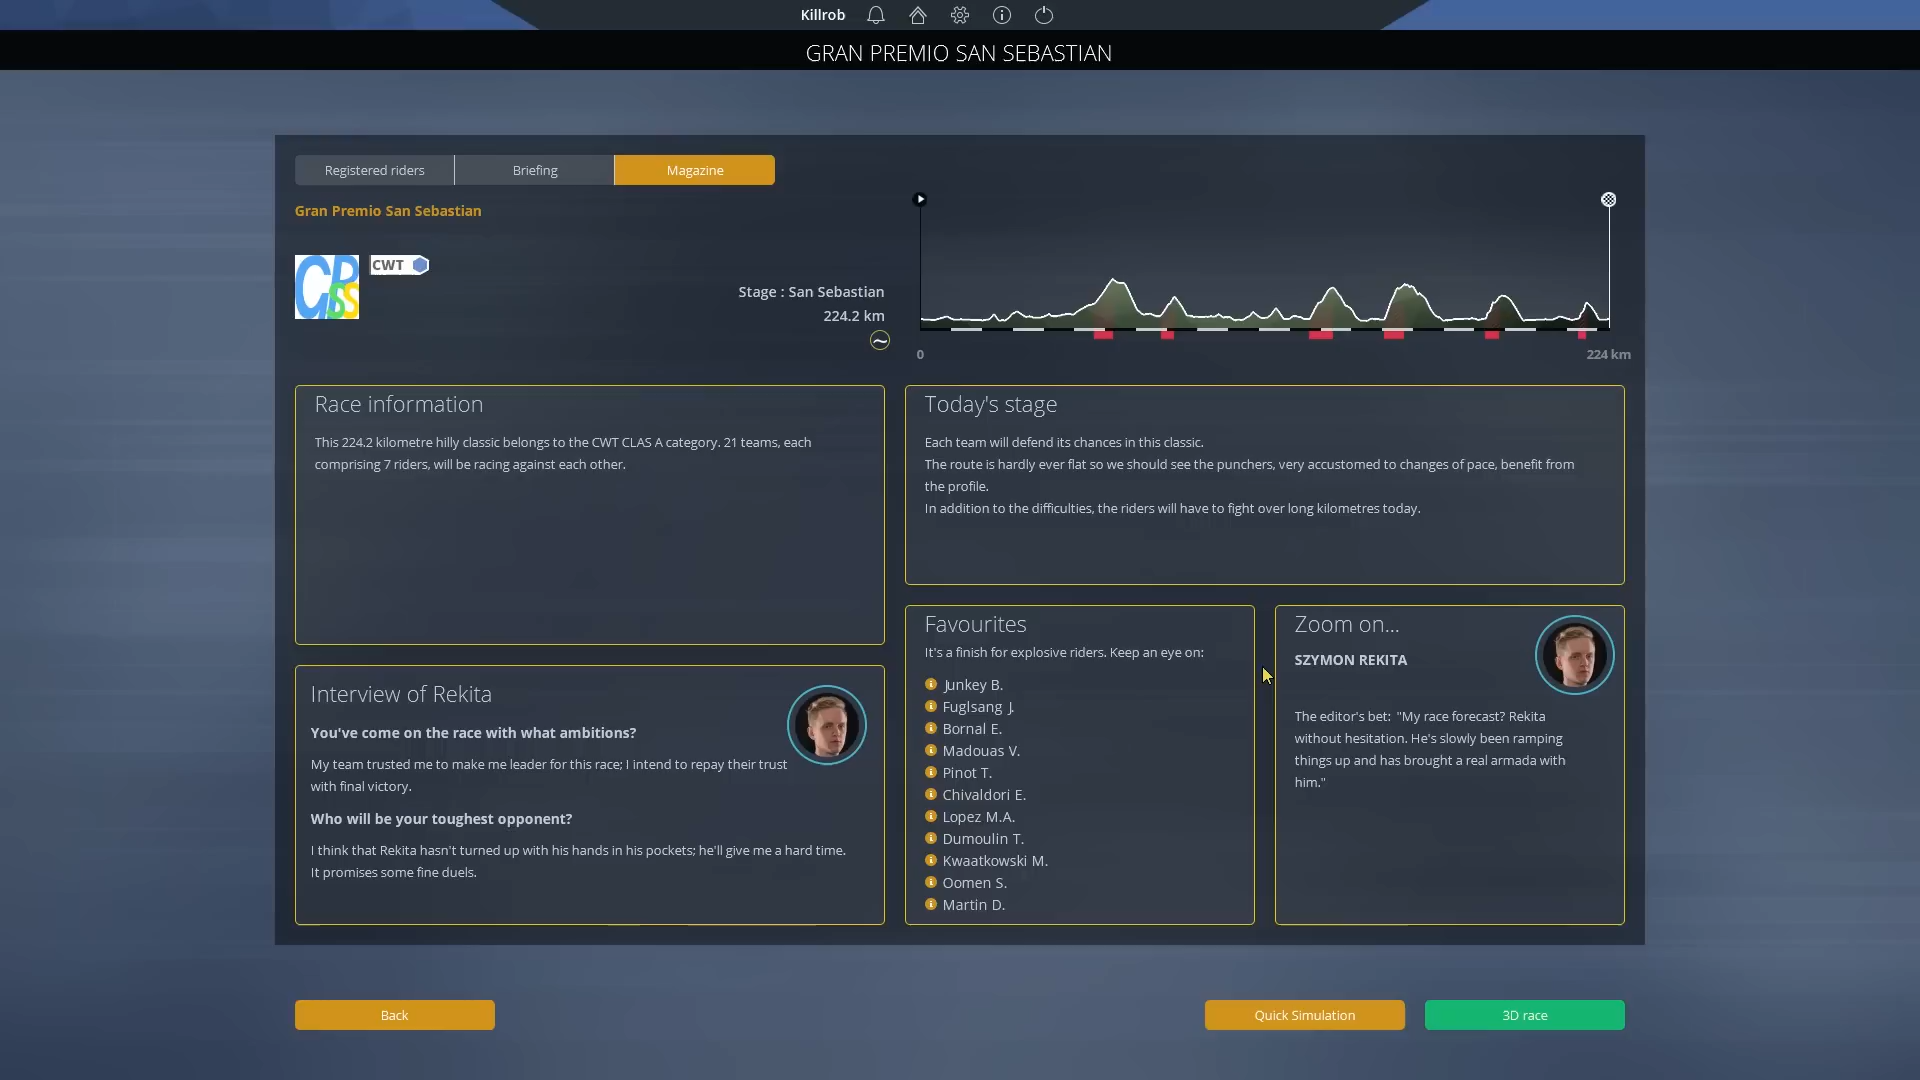 Killrob
GRAN PREMIO SAN SEBASTIAN
Registered riders
Briefing
Magazine
Gran Premio San Sebastian
CWT
Stage : San Sebastian
224.2 km
0
224 km
Race information
This 224.2 kilometre hilly classic belongs to the CWT CLAS A category. 21 teams, each
comprising 7 riders, will be racing against each other.
Today's stage
Each team will defend its chances in this classic.
The route is hardly ever flat so we should see the punchers, very accustomed to changes of pace, benefit from
the profile.
In addition to the difficulties, the riders will have to fight over long kilometres today.
Interview of Rekita
You've come on the race with what ambitions?
My team trusted me to make me leader for this race; I intend to repay their trust
with final victory.
Who will be your toughest opponent?
I think that Rekita hasn't turned up with his hands in his pockets; he'll give me a hard time.
It promises some fine duels.
Favourites
It's a finish for explosive riders. Keep an eye on:
Junkey B.
Fuglsang J.
Bornal E.
Madouas V.
Pinot T.
Chivaldori E.
Lopez M.A.
Dumoulin T.
Kwaatkowski M.
Oomen S.
Martin D.
Zoom on...
SZYMON REKITA
The editor's bet: "My race forecast? Rekita
without hesitation. He's slowly been ramping
things up and has brought a real armada with
him."
Back
Quick Simulation
3D race